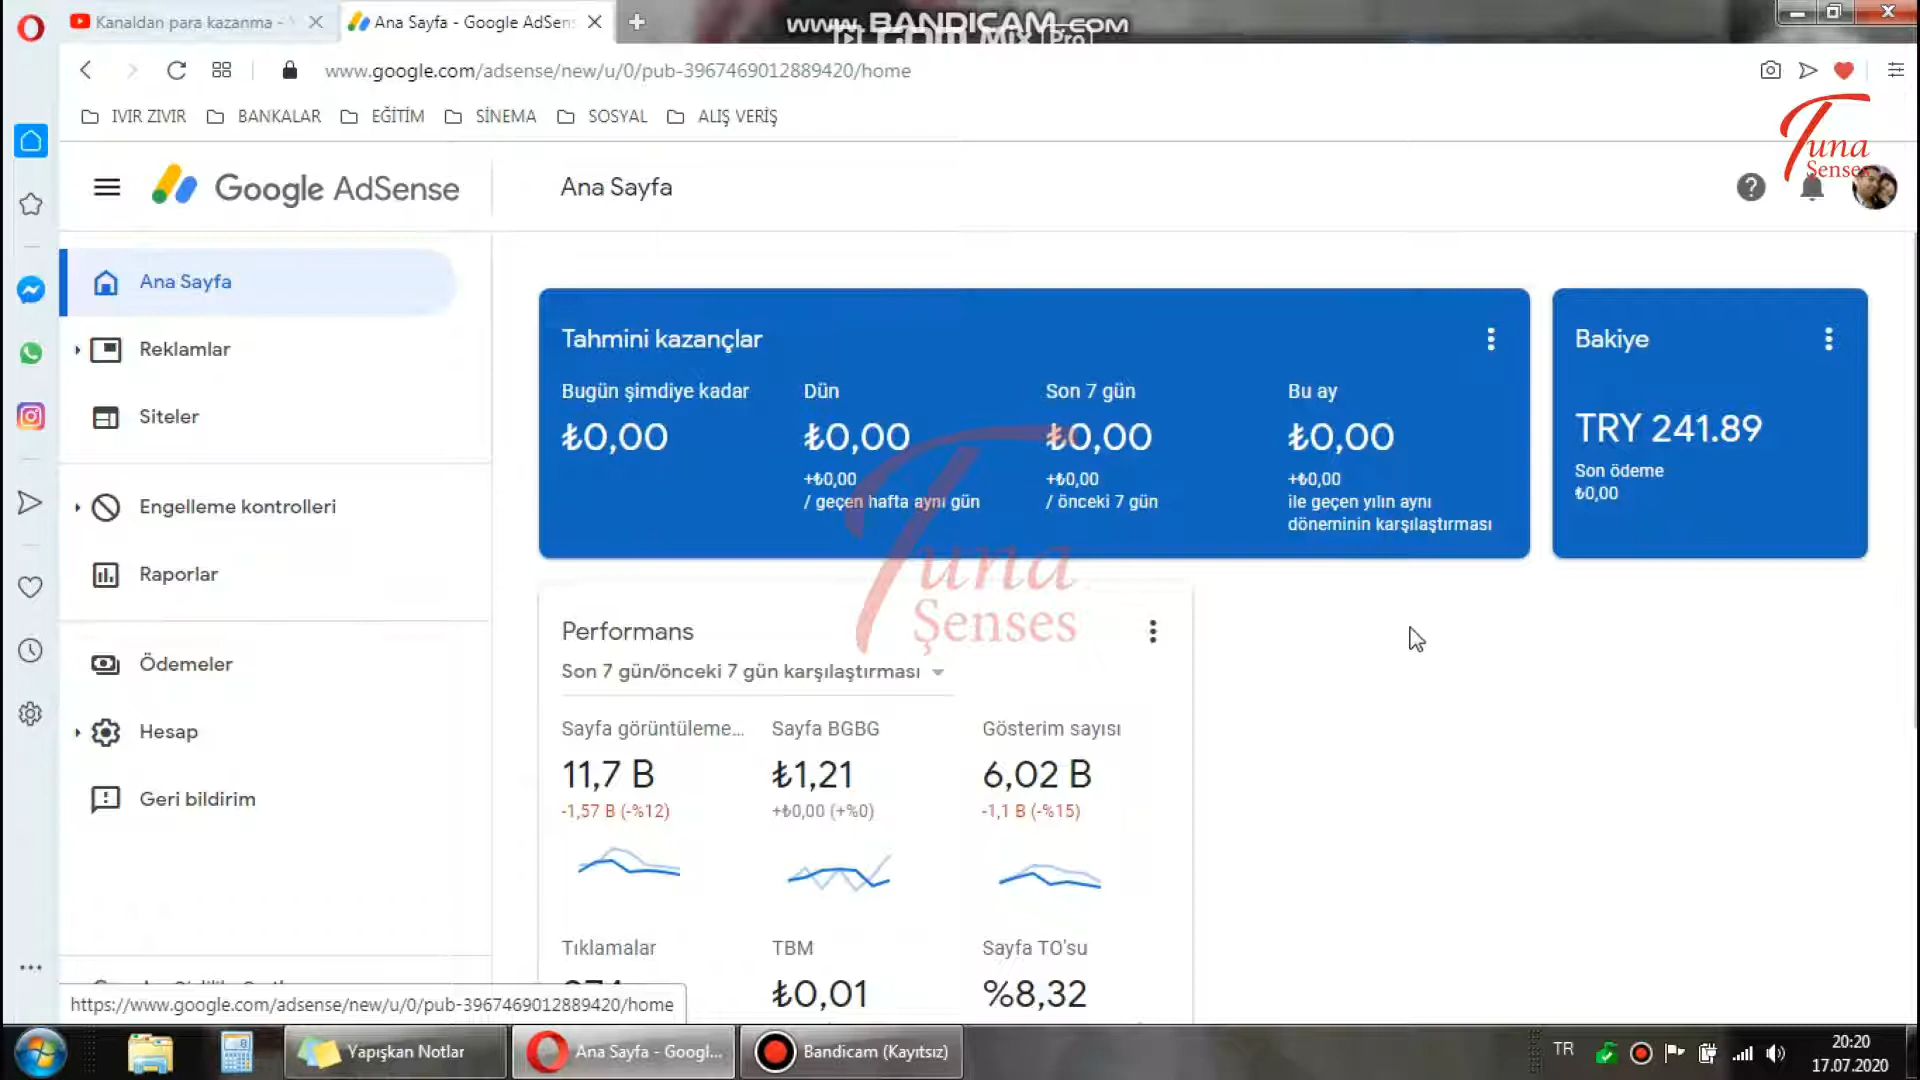 Kanaldan para kazanma -
Ana Sayfa - Google AdSens
www.BANDICAM.COM
www.google.com/adsense/new/u/0/pub-3967469012889420/home
IVIR ZIVIR
BANKALAR
EĞİTİM
SİNEMA
SOSYAL
ALIŞ VERİŞ
Tuna
Şenses
Google AdSense
Ana Sayfa
Ana Sayfa
Reklamlar
Siteler
Engelleme kontrolleri
Raporlar
Ödemeler
Hesap
Geri bildirim
Tahmini kazançlar
Bugün şimdiye kadar
₺0,00
Dün
₺0,00
+₺0,00
/ geçen hafta aynı gün
Son 7 gün
₺0,00
+₺0,00
/ önceki 7 gün
Bu ay
₺0,00
+₺0,00
ile geçen yılın aynı
döneminin karşılaştırması
Bakiye
TRY 241.89
Son ödeme
₺0,00
Tuna
Şenses
Performans
Son 7 gün/önceki 7 gün karşılaştırması
Sayfa görüntüleme...
11,7 B
-1,57 B (-%12)
Sayfa BGBG
₺1,21
+₺0,00 (+%0)
Gösterim sayısı
6,02 B
-1,1 B (-%15)
Tıklamalar
TBM
₺0,01
Sayfa TO'su
%8,32
https://www.google.com/adsense/new/u/0/pub-3967469012889420/home
Yapışkan Notlar
Ana Sayfa - Googl...
Bandicam (Kayıtsız)
TR
20:20
17.07.2020